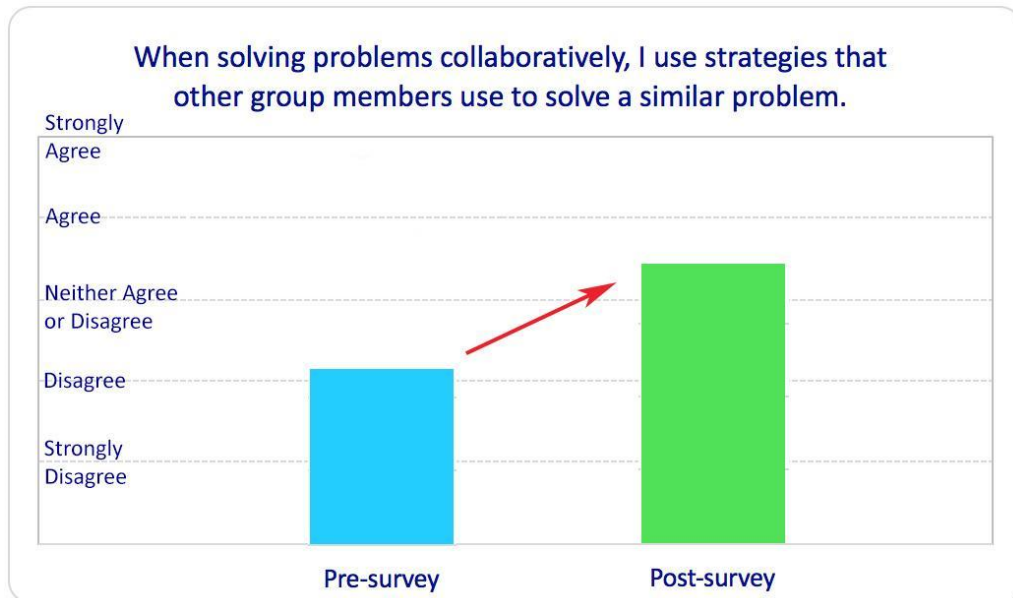 When solving problems collaboratively, I use strategies that
other group members use to solve a similar problem.
Strongly
Agree
Agree
Neither Agree
or Disagree
Disagree
Strongly
Disagree
Pre-survey
Post-survey